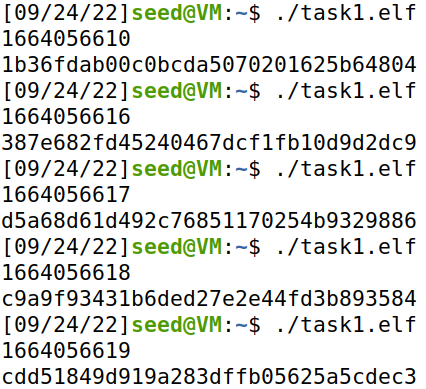 [09/24/22]seed@VM:~$ ./task1.elf
1664056610
1b36fdab00c0bcda5070201625b64804
[09/24/22]seed@VM:~$ ./task1.elf
1664056616
387e682fd45240467dcf1fb10d9d2dc9
[09/24/22]seed@VM:~$ ./task1.elf
1664056617
d5a68d61d492c76851170254b9329886
[09/24/22]seed@VM:~$ ./task1.elf
1664056618
c9a9f93431b6ded27e2e44fd3b893584
[09/24/22]seed@VM:~$ ./task1.elf
1664056619
cdd51849d919a283dffb05625a5cdec3